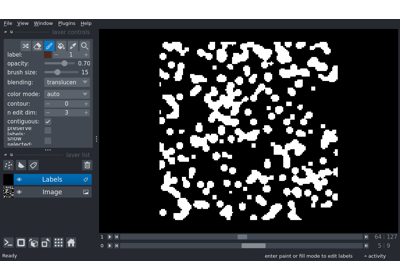 File View Window Plugins Help
layer controls
label: 1
opacity: 0.70
brush size: 15
blending: translucen
color mode: auto
contour: 0
n edit dim: 3
contiguous:
preserve
labels:
show
selected:
layer list
Labels
Image
1 64 127
0 5 9
Ready enter paint or fill mode to edit labels activity